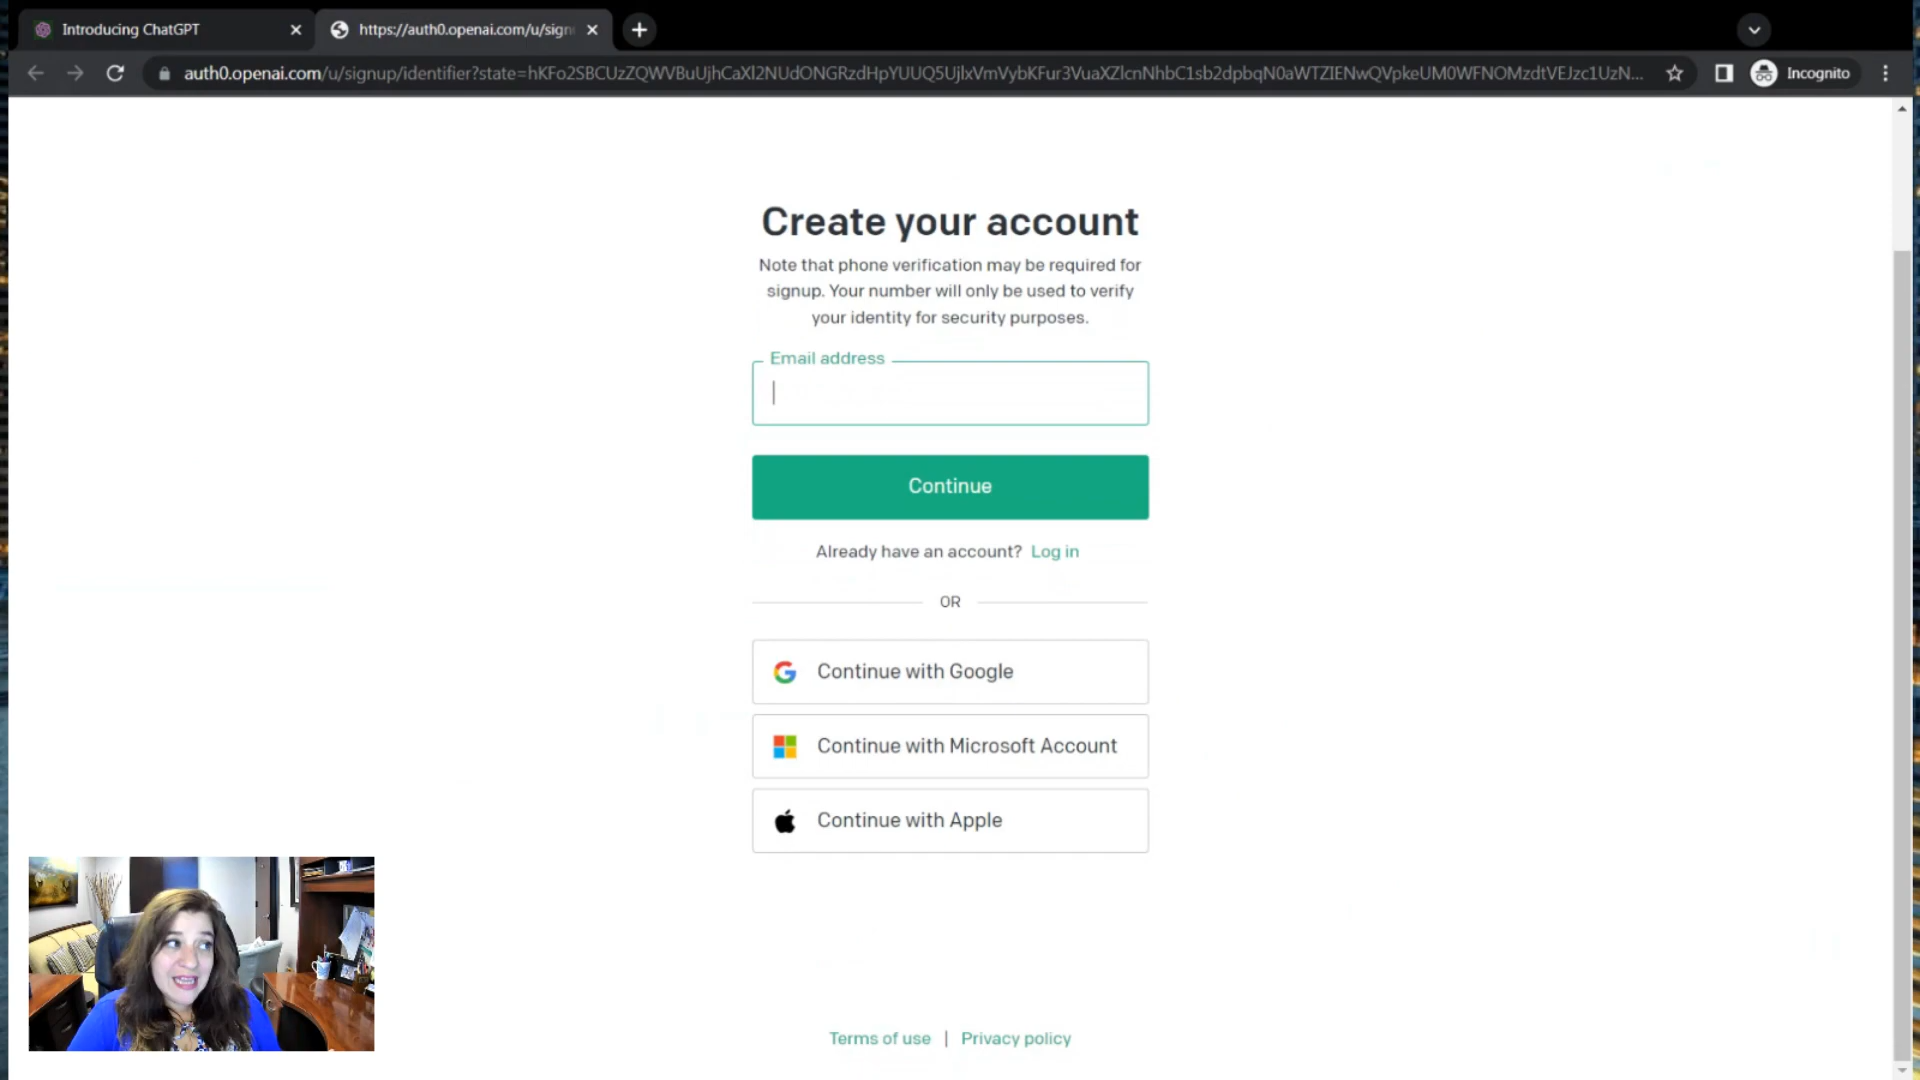 Introducing ChatGPT
https://auth0.openai.com/u/sign
auth0.openai.com/u/signup/identifier?state=hKFo2SBCUzZQWVBuUjhCaXl2NUdONGRzdHpYUUQ5UjlxVmVybKFur3VuaXZlcnNhbC1sb2dpbqN0aWTZIENwQVpkeUM0WFNOMzdtVEJzc1UzN...
Incognito
Create your account
Note that phone verification may be required for
signup. Your number will only be used to verify
your identity for security purposes.
Email address
Continue
Already have an account? Log in
OR
Continue with Google
Continue with Microsoft Account
Continue with Apple
Terms of use | Privacy policy